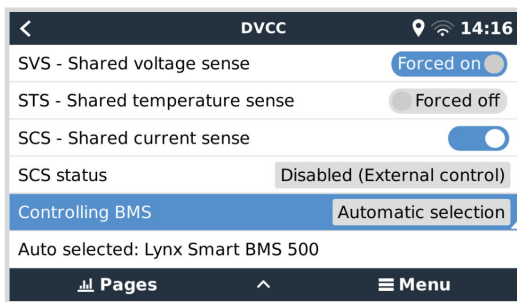 DVCC 14:16
SVS - Shared voltage sense Forced on
STS - Shared temperature sense Forced off
SCS - Shared current sense
SCS status Disabled (External control)
Controlling BMS Automatic selection
Auto selected: Lynx Smart BMS 500
Pages Menu